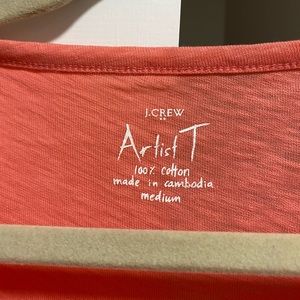 J.CREW
Artist T
100% cotton
made in cambodia
medium